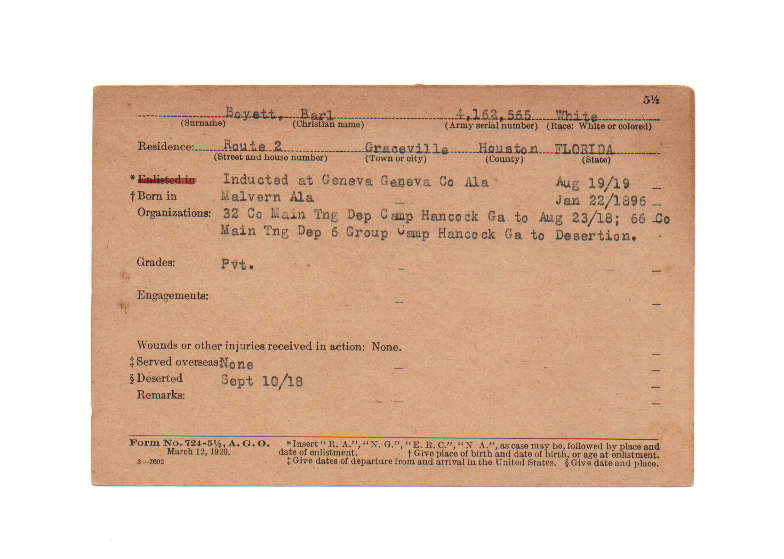 5½
Boyett, Earl 4,162,565 White
(Surname) (Christian name) (Army serial number) (Race: White or colored)
Residence: Route 2 Graceville Houston FLORIDA
(Street and house number) (Town or city) (County) (State)
* Enlisted in Inducted at Geneva Geneva Co Ala Aug 19/19
† Born in Malvern Ala Jan 22/1896
Organizations: 32 Co Main Tng Dep Camp Hancock Ga to Aug 23/18; 66 Co
Main Tng Dep 6 Group Camp Hancock Ga to Desertion.
Grades: Pvt.
Engagements:
Wounds or other injuries received in action: None.
‡ Served overseas: None
§ Deserted Sept 10/18
Remarks:
Form No. 724-5½, A. G. O. *Insert "R. A.", "N. G.", "E. R. C.", "N A.", as case may be, followed by place and
March 12, 1920. date of enlistment. † Give place of birth and date of birth, or age at enlistment.
3—7692 ‡ Give dates of departure from and arrival in the United States. § Give date and place.